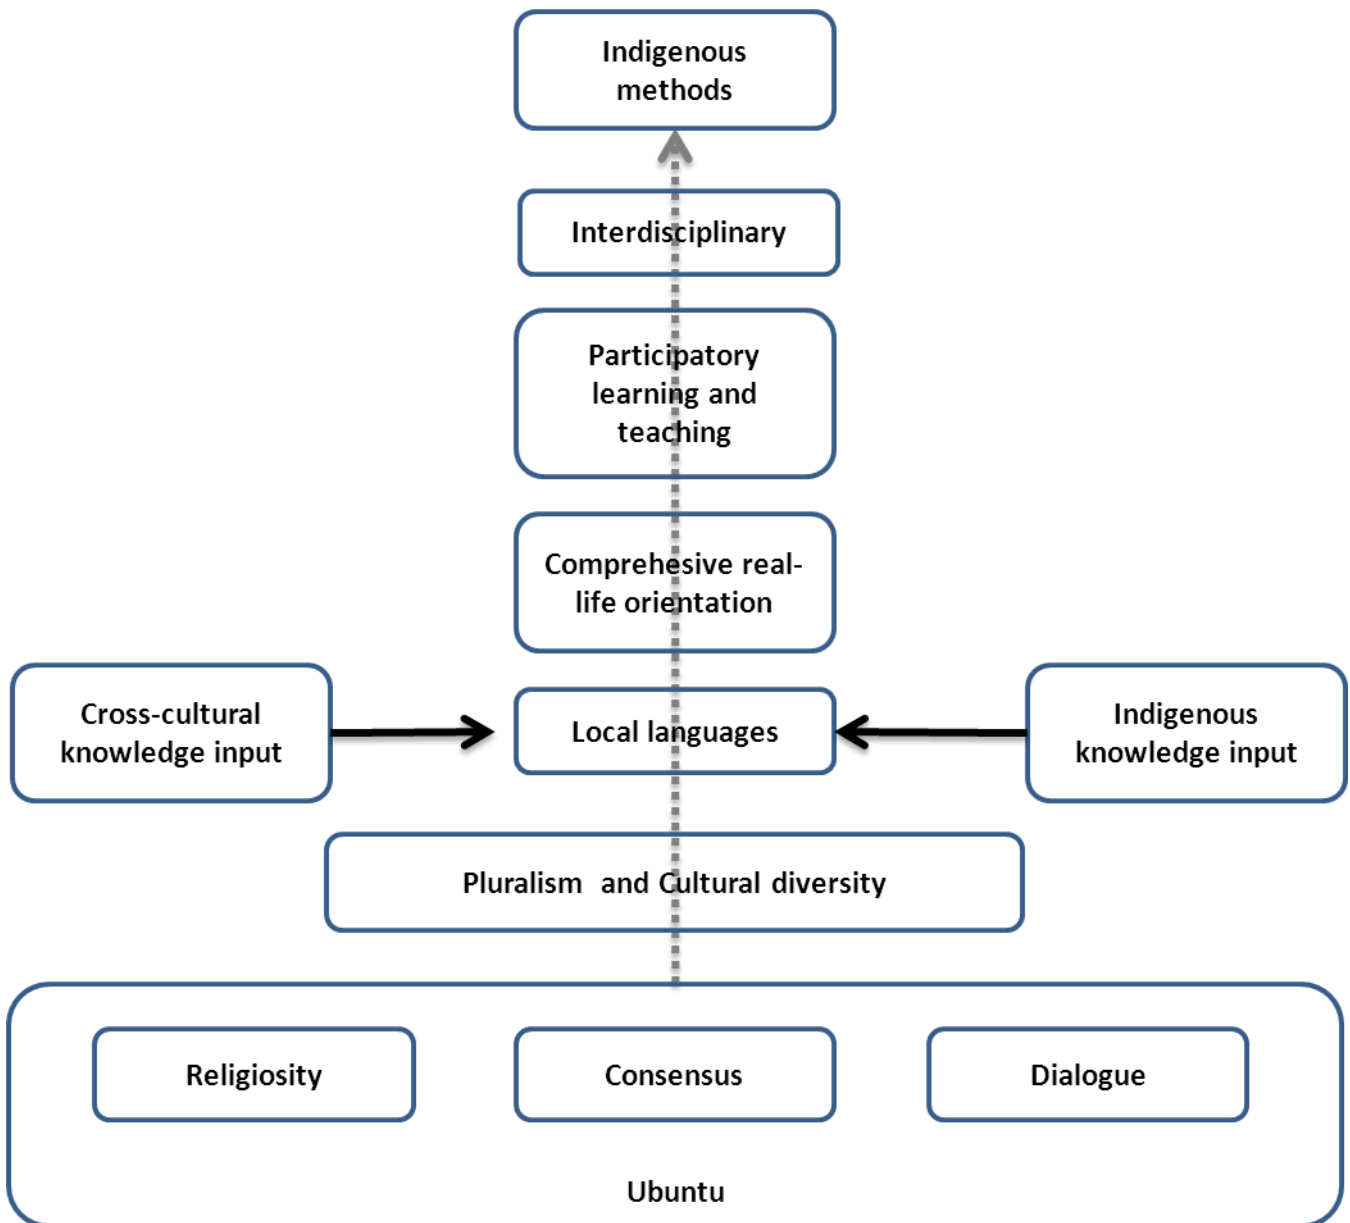 Indigenous
methods
Interdisciplinary
Participatory
learning and
teaching
Comprehesive real-
life orientation
Cross-cultural
knowledge input
Local languages
Indigenous
knowledge input
Pluralism  and Cultural diversity
Religiosity
Consensus
Dialogue
Ubuntu